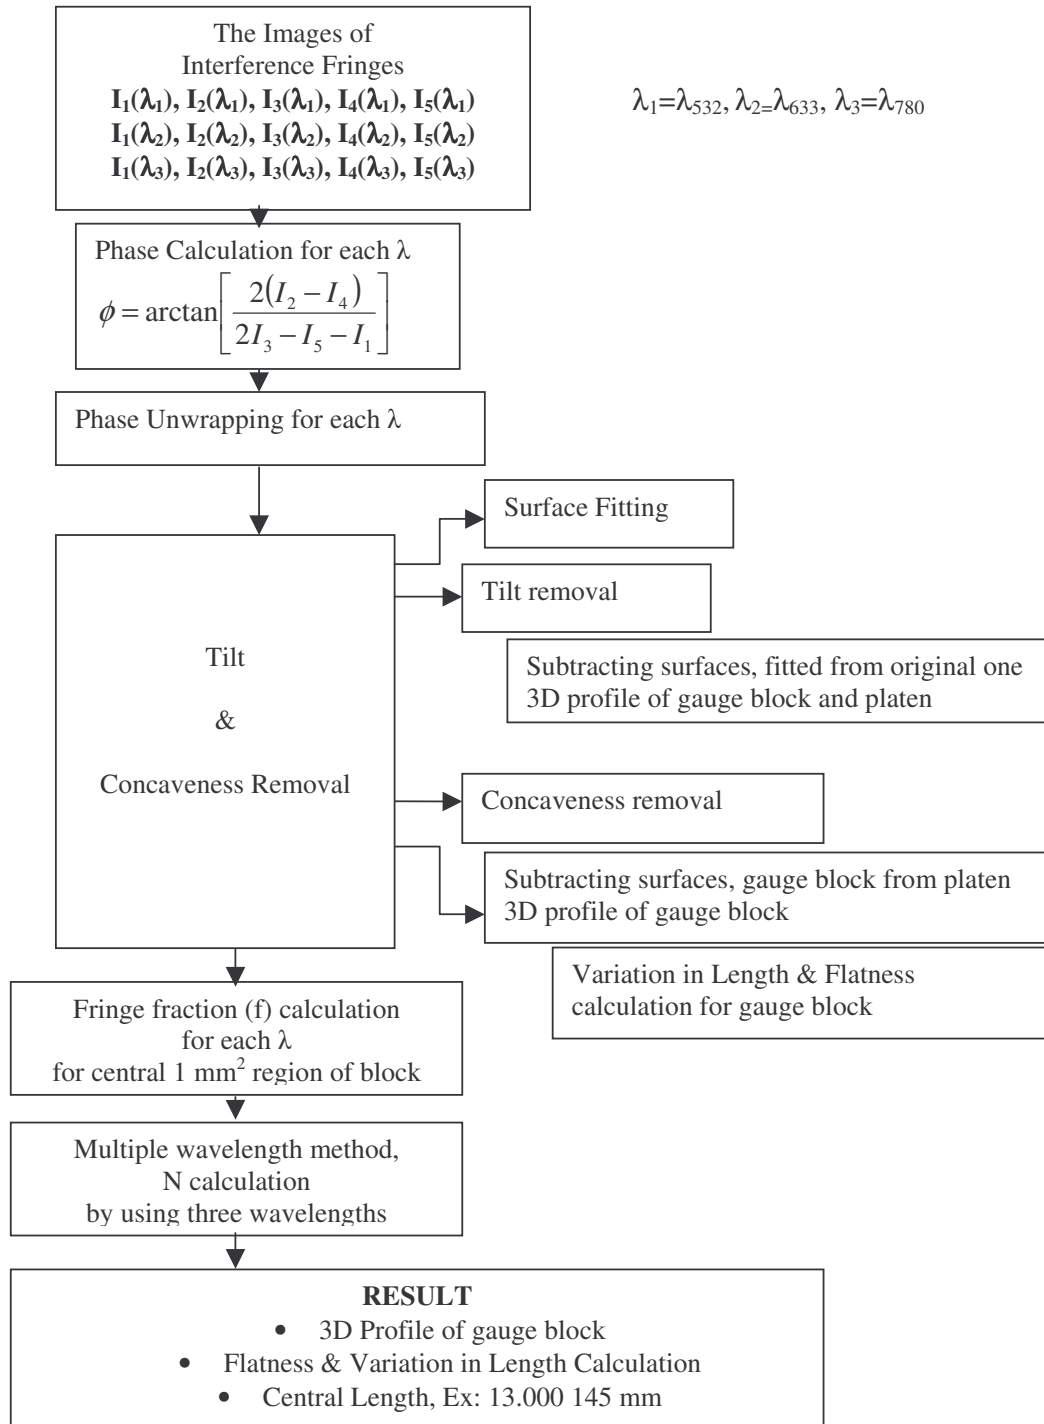 The Images of
Interference Fringes
I₁(λ₁), I₂(λ₁), I₃(λ₁), I₄(λ₁), I₅(λ₁)
I₁(λ₂), I₂(λ₂), I₃(λ₂), I₄(λ₂), I₅(λ₂)
I₁(λ₃), I₂(λ₃), I₃(λ₃), I₄(λ₃), I₅(λ₃)
λ₁=λ₅₃₂, λ₂₌λ₆₃₃, λ₃=λ₇₈₀
Phase Calculation for each λ
ϕ = arctan[2(I₂ − I₄) / (2I₃ − I₅ − I₁)]
Phase Unwrapping for each λ
Surface Fitting
Tilt removal
Subtracting surfaces, fitted from original one
3D profile of gauge block and platen
Tilt
&
Concaveness Removal
Concaveness removal
Subtracting surfaces, gauge block from platen
3D profile of gauge block
Variation in Length & Flatness
calculation for gauge block
Fringe fraction (f) calculation
for each λ
for central 1 mm² region of block
Multiple wavelength method,
N calculation
by using three wavelengths
RESULT
• 3D Profile of gauge block
• Flatness & Variation in Length Calculation
• Central Length, Ex: 13.000 145 mm